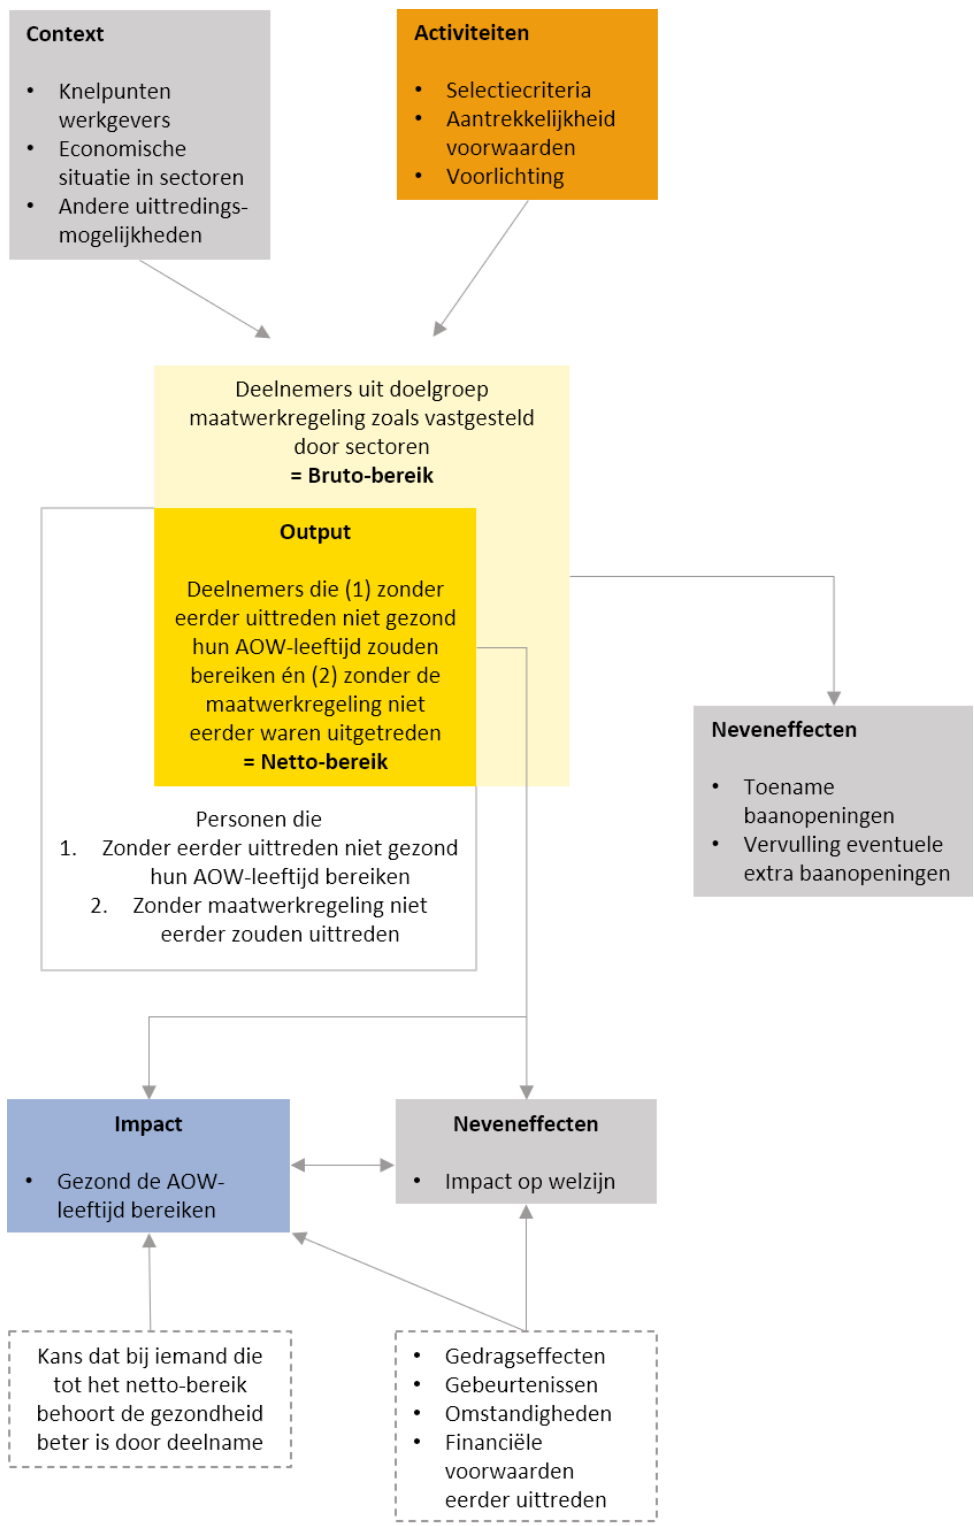 Context
• Knelpunten
werkgevers
• Economische
situatie in sectoren
• Andere uittredings-
mogelijkheden
Activiteiten
• Selectiecriteria
• Aantrekkelijkheid
voorwaarden
• Voorlichting
Deelnemers uit doelgroep
maatwerkregeling zoals vastgesteld
door sectoren
= Bruto-bereik
Output
Deelnemers die (1) zonder
eerder uittreden niet gezond
hun AOW-leeftijd zouden
bereiken én (2) zonder de
maatwerkregeling niet
eerder waren uitgetreden
= Netto-bereik
Personen die
1. Zonder eerder uittreden niet gezond
hun AOW-leeftijd bereiken
2. Zonder maatwerkregeling niet
eerder zouden uittreden
Neveneffecten
• Toename
baanopeningen
• Vervulling eventuele
extra baanopeningen
Impact
• Gezond de AOW-
leeftijd bereiken
Neveneffecten
• Impact op welzijn
Kans dat bij iemand die
tot het netto-bereik
behoort de gezondheid
beter is door deelname
• Gedragseffecten
• Gebeurtenissen
• Omstandigheden
• Financiële
voorwaarden
eerder uittreden